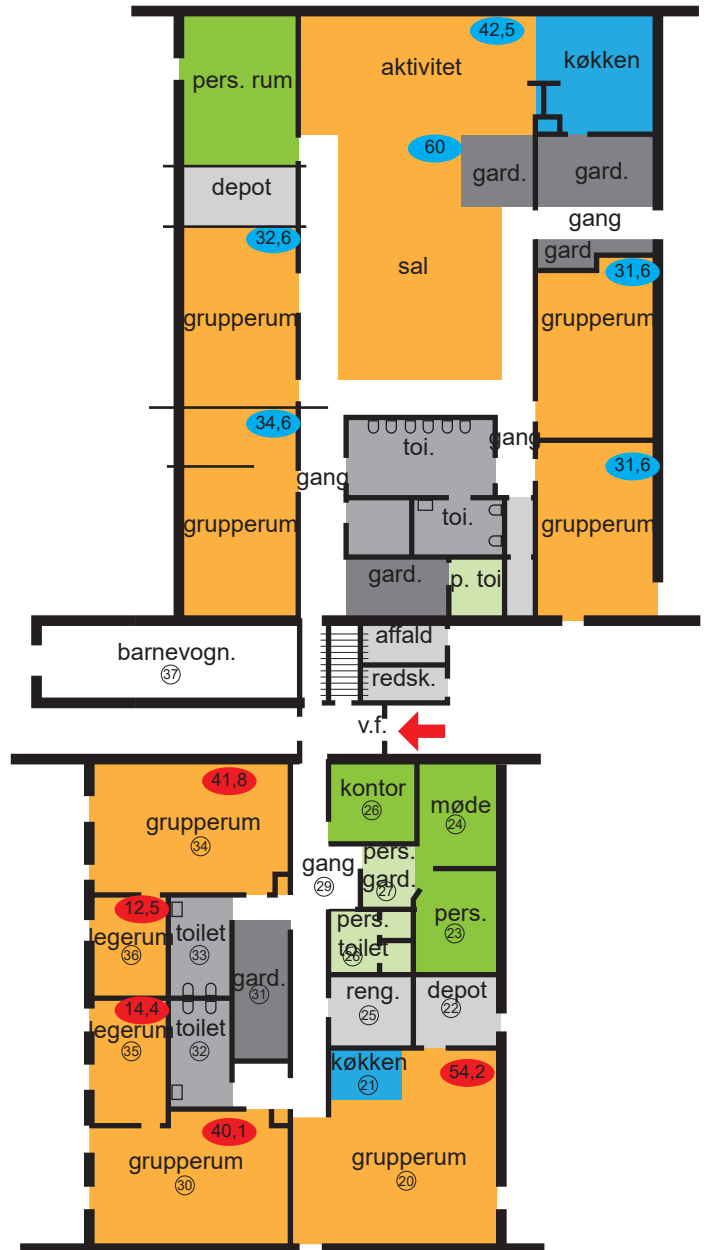 42,5
aktivitet
køkken
pers. rum
60
gard.
gard.
depot
gang
32,6
gard
sal
31,6
grupperum
grupperum
34,6
toi.
gang
31,6
gang
grupperum
toi.
grupperum
gard.
p. toi
affald
barnevogn.
37
redsk.
v.f.
41,8
kontor
26
møde
24
grupperum
34
gang
29
pers.
gard.
27
12,5
legerum
36
toilet
33
pers.
toilet
26
pers.
23
gard.
31
14,4
legerum
35
toilet
32
reng.
25
depot
22
køkken
21
54,2
40,1
grupperum
30
grupperum
20